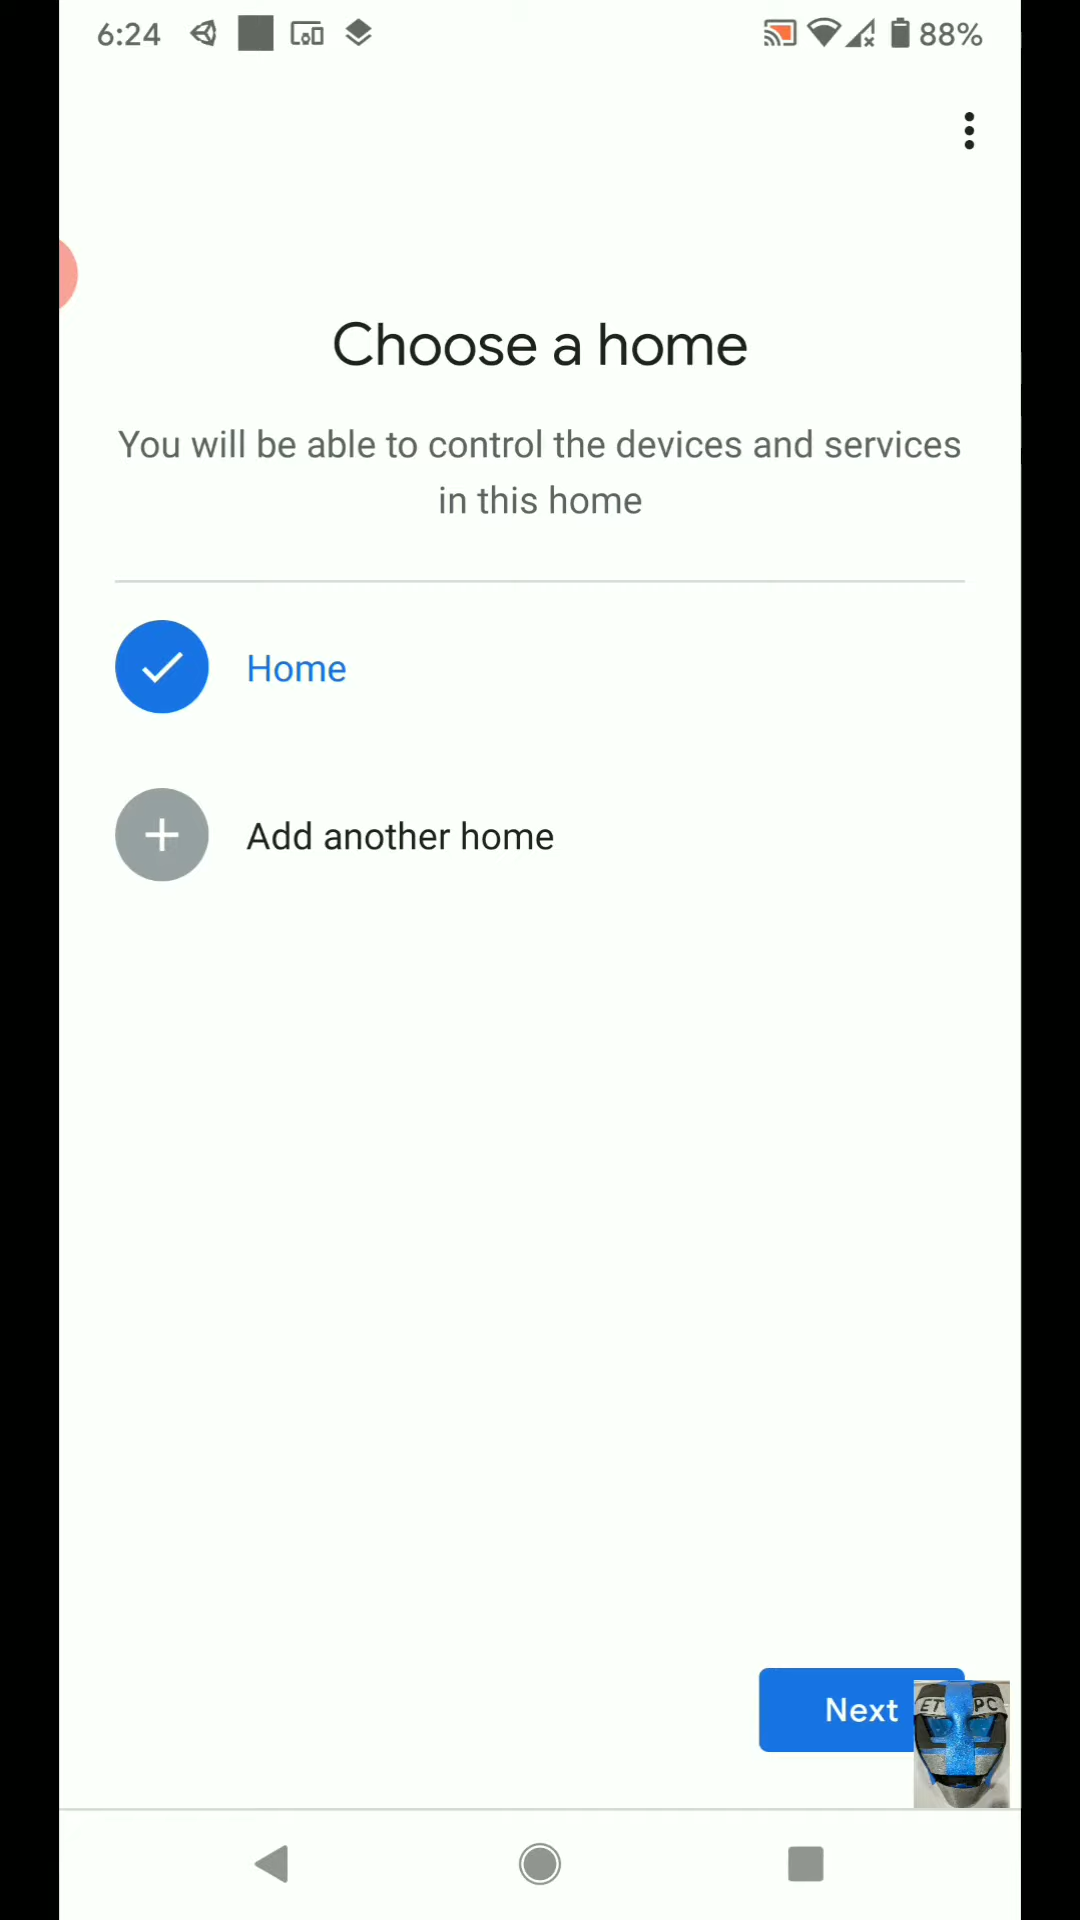 6:24
88%
Choose a home
You will be able to control the devices and services
in this home
Home
Add another home
Next
ET PC